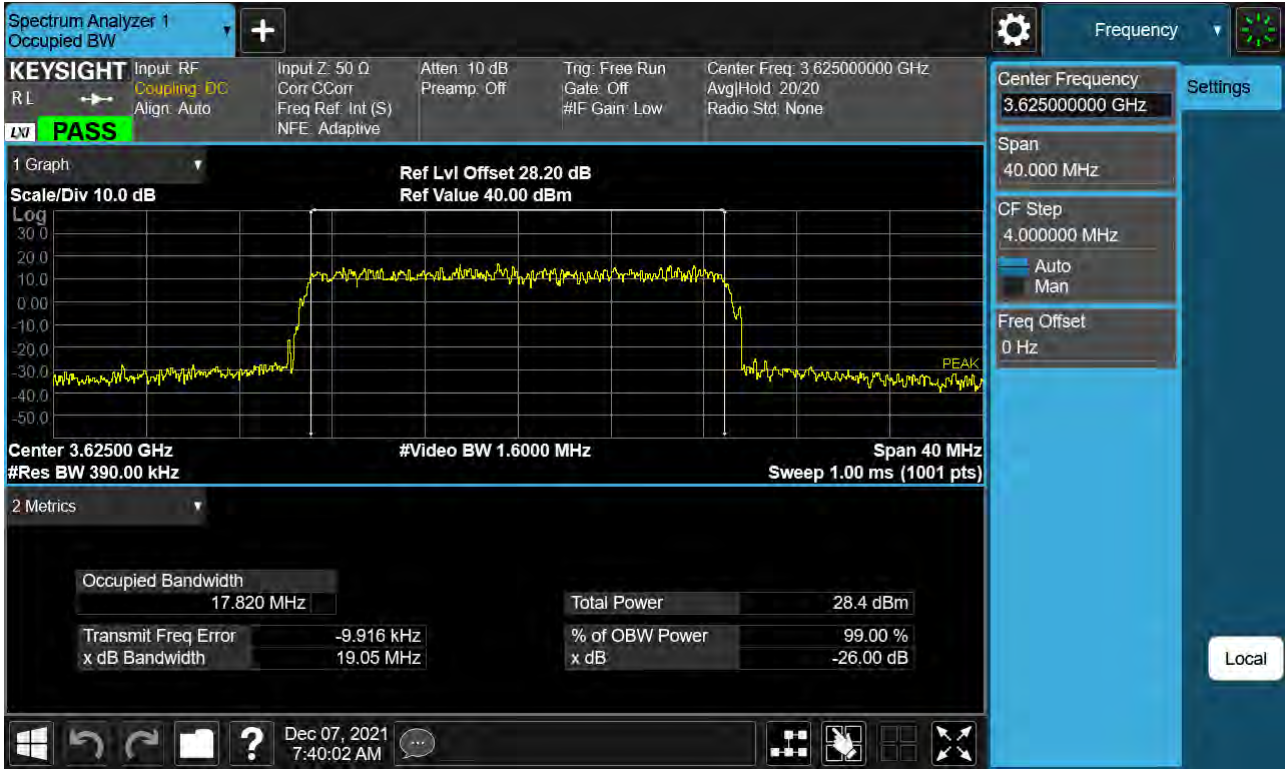 Spectrum Analyzer 1
Occupied BW
Frequency
KEYSIGHT
RL
LXI
PASS
Input: RF
Coupling: DC
Align: Auto
Input Z: 50 Ω
Corr CCorr
Freq Ref: Int (S)
NFE: Adaptive
Atten: 10 dB
Preamp: Off
Trig: Free Run
Gate: Off
#IF Gain: Low
Center Freq: 3.625000000 GHz
Avg|Hold: 20/20
Radio Std: None
Center Frequency
3.625000000 GHz
Settings
Span
40.000 MHz
CF Step
4.000000 MHz
Auto
Man
Freq Offset
0 Hz
1 Graph
Scale/Div 10.0 dB
Ref Lvl Offset 28.20 dB
Ref Value 40.00 dBm
Log
30.0
20.0
10.0
0.00
-10.0
-20.0
-30.0
-40.0
-50.0
PEAK
Center 3.62500 GHz
#Video BW 1.6000 MHz
Span 40 MHz
#Res BW 390.00 kHz
Sweep 1.00 ms (1001 pts)
2 Metrics
Occupied Bandwidth
17.820 MHz
Total Power 28.4 dBm
Transmit Freq Error -9.916 kHz
% of OBW Power 99.00 %
x dB Bandwidth 19.05 MHz
x dB -26.00 dB
Local
Dec 07, 2021
7:40:02 AM